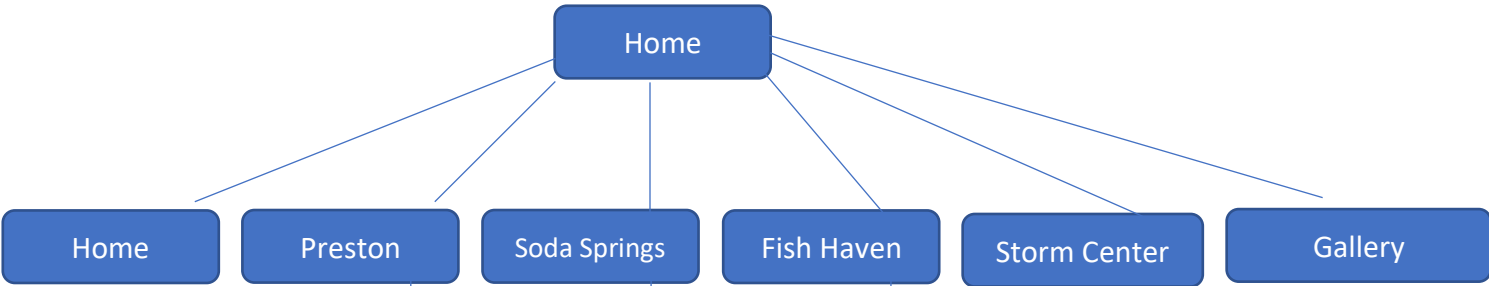 Home
Home
Preston
Soda Springs
Fish Haven
Storm Center
Gallery